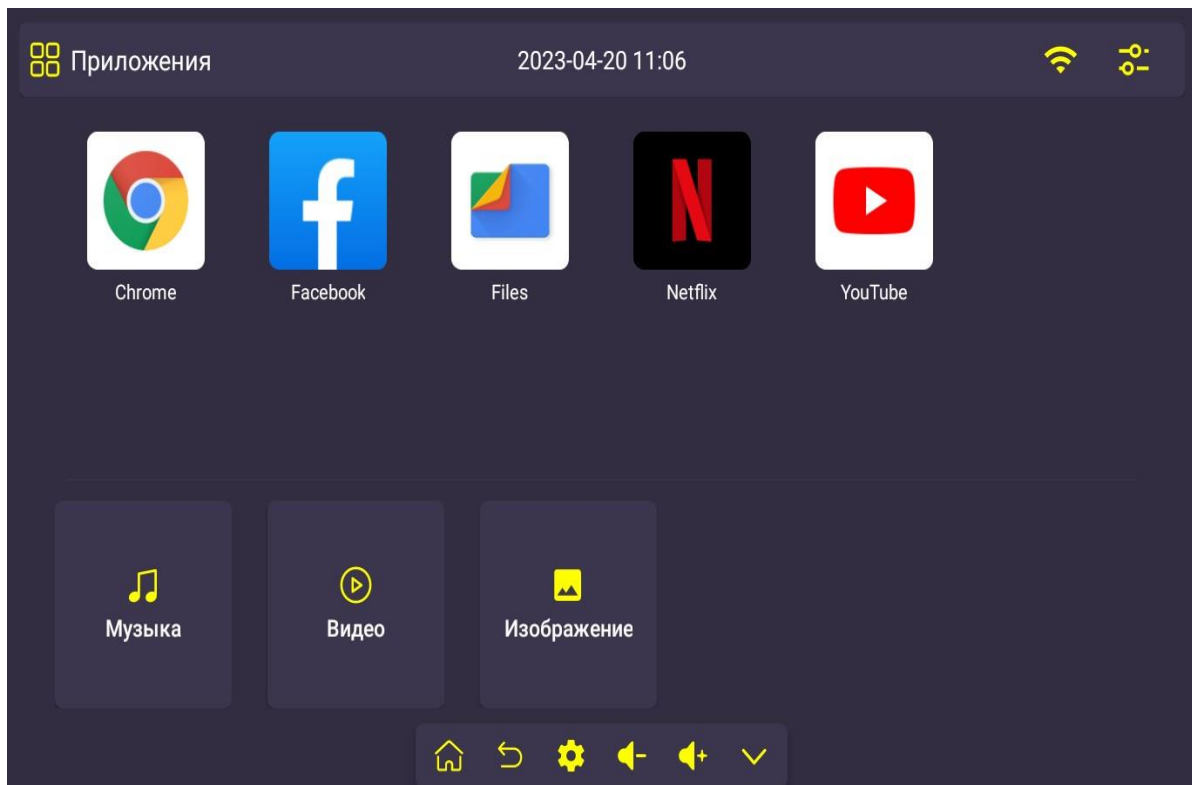 Приложения
2023-04-20 11:06
Chrome
Facebook
Files
Netflix
YouTube
Музыка
Видео
Изображение